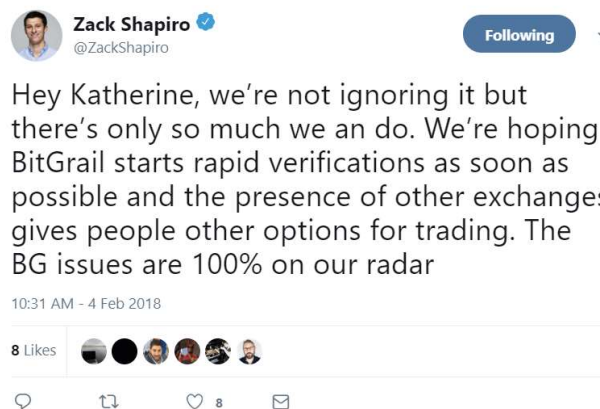 Zack Shapiro
@ZackShapiro
Following
Hey Katherine, we’re not ignoring it but
there’s only so much we an do. We’re hoping
BitGrail starts rapid verifications as soon as
possible and the presence of other exchanges
gives people other options for trading. The
BG issues are 100% on our radar
10:31 AM - 4 Feb 2018
8 Likes
8